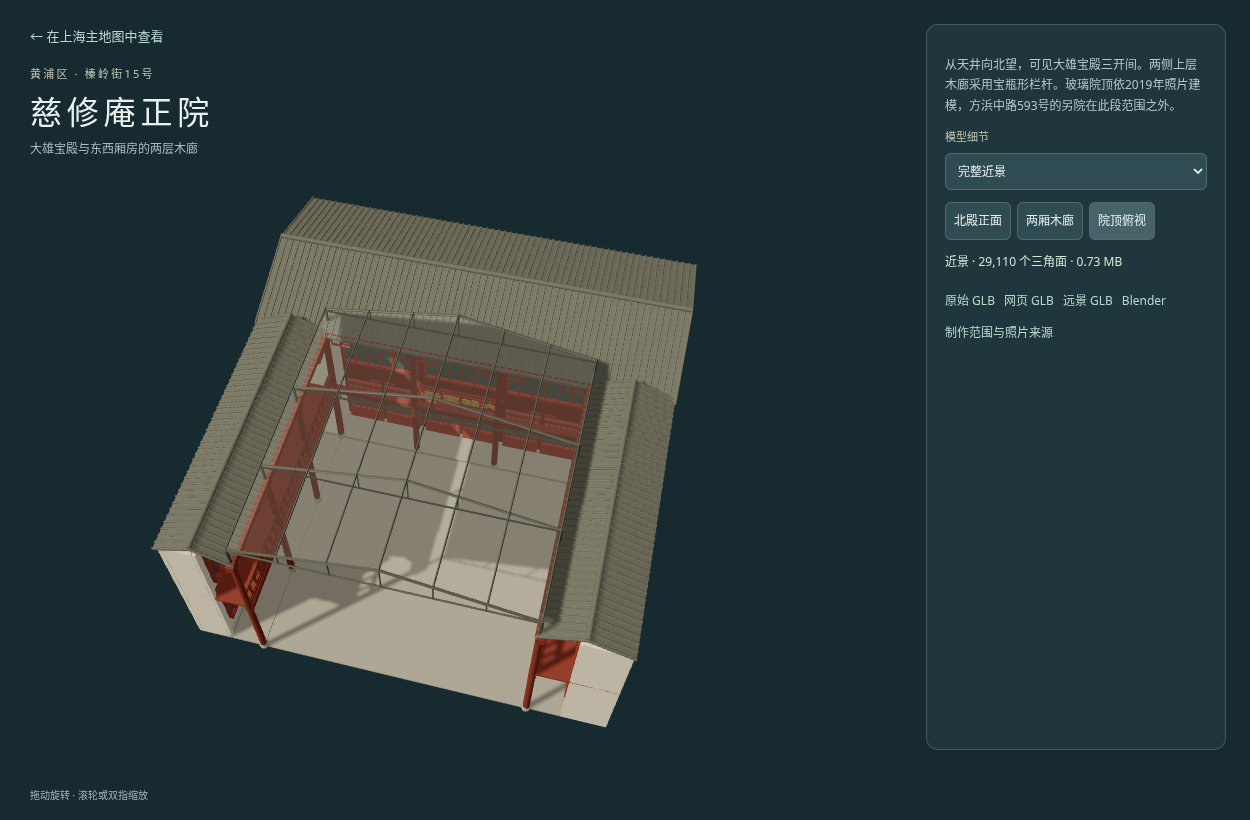 ← 在上海主地图中查看
黄浦区 · 榛岭街15号
慈修庵正院
大雄宝殿与东西厢房的两层木廊
从天井向北望，可见大雄宝殿三开间。两侧上层
木廊采用宝瓶形栏杆。玻璃院顶依2019年照片建
模，方浜中路593号的另院在此段范围之外。
模型细节
完整近景
北殿正面 两厢木廊 院顶俯视
近景 · 29,110 个三角面 · 0.73 MB
原始 GLB 网页 GLB 远景 GLB Blender
制作范围与照片来源
拖动旋转 · 滚轮或双指缩放